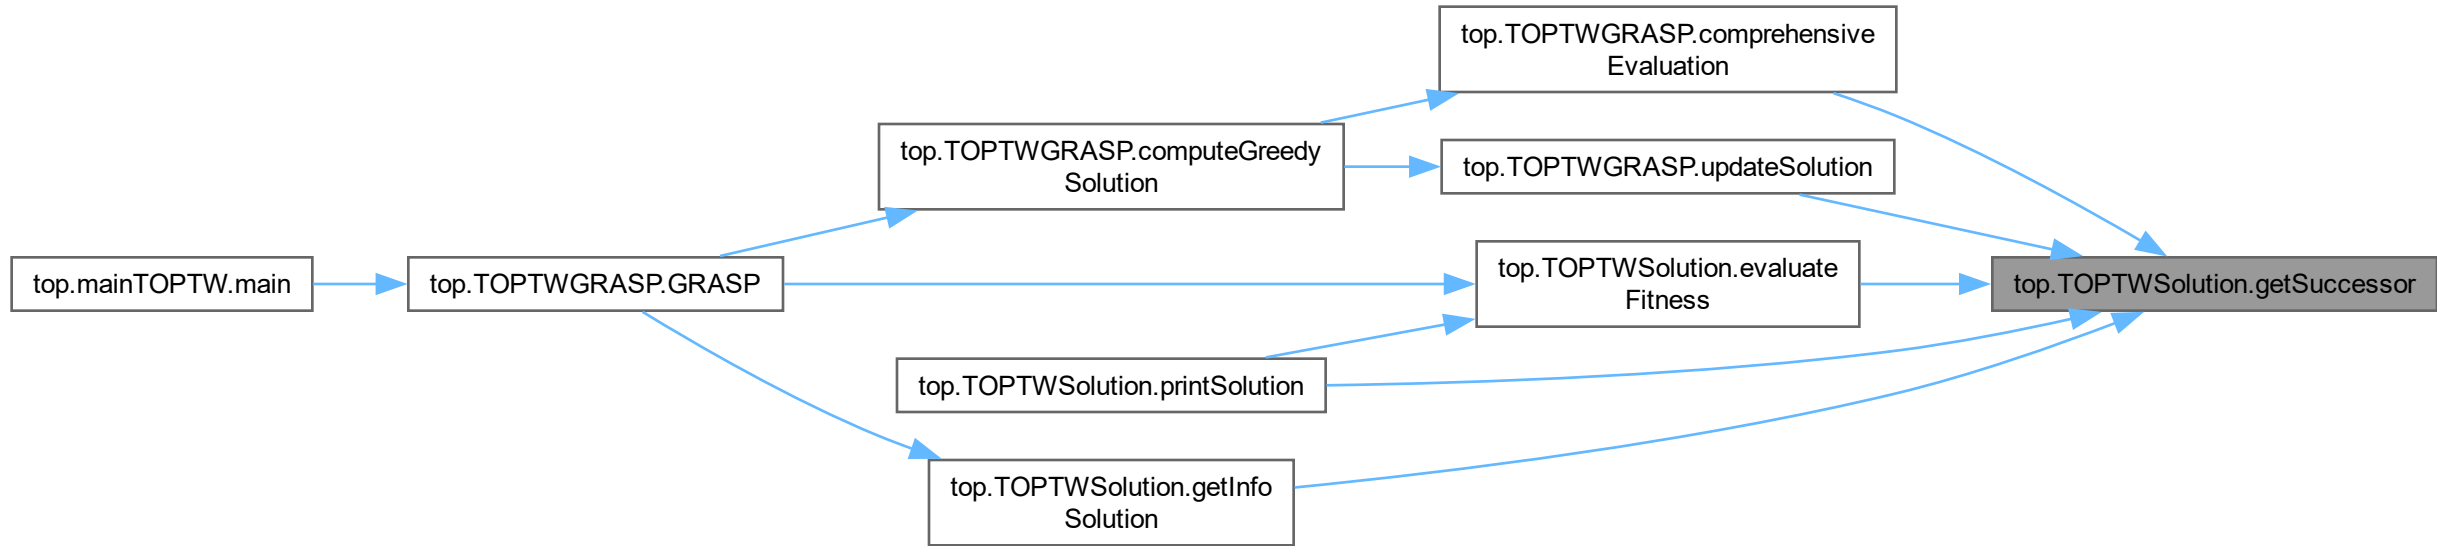 top.TOPTWGRASP.comprehensive
Evaluation
top.TOPTWGRASP.computeGreedy
Solution
top.TOPTWGRASP.updateSolution
top.mainTOPTW.main
top.TOPTWGRASP.GRASP
top.TOPTWSolution.evaluate
Fitness
top.TOPTWSolution.getSuccessor
top.TOPTWSolution.printSolution
top.TOPTWSolution.getInfo
Solution